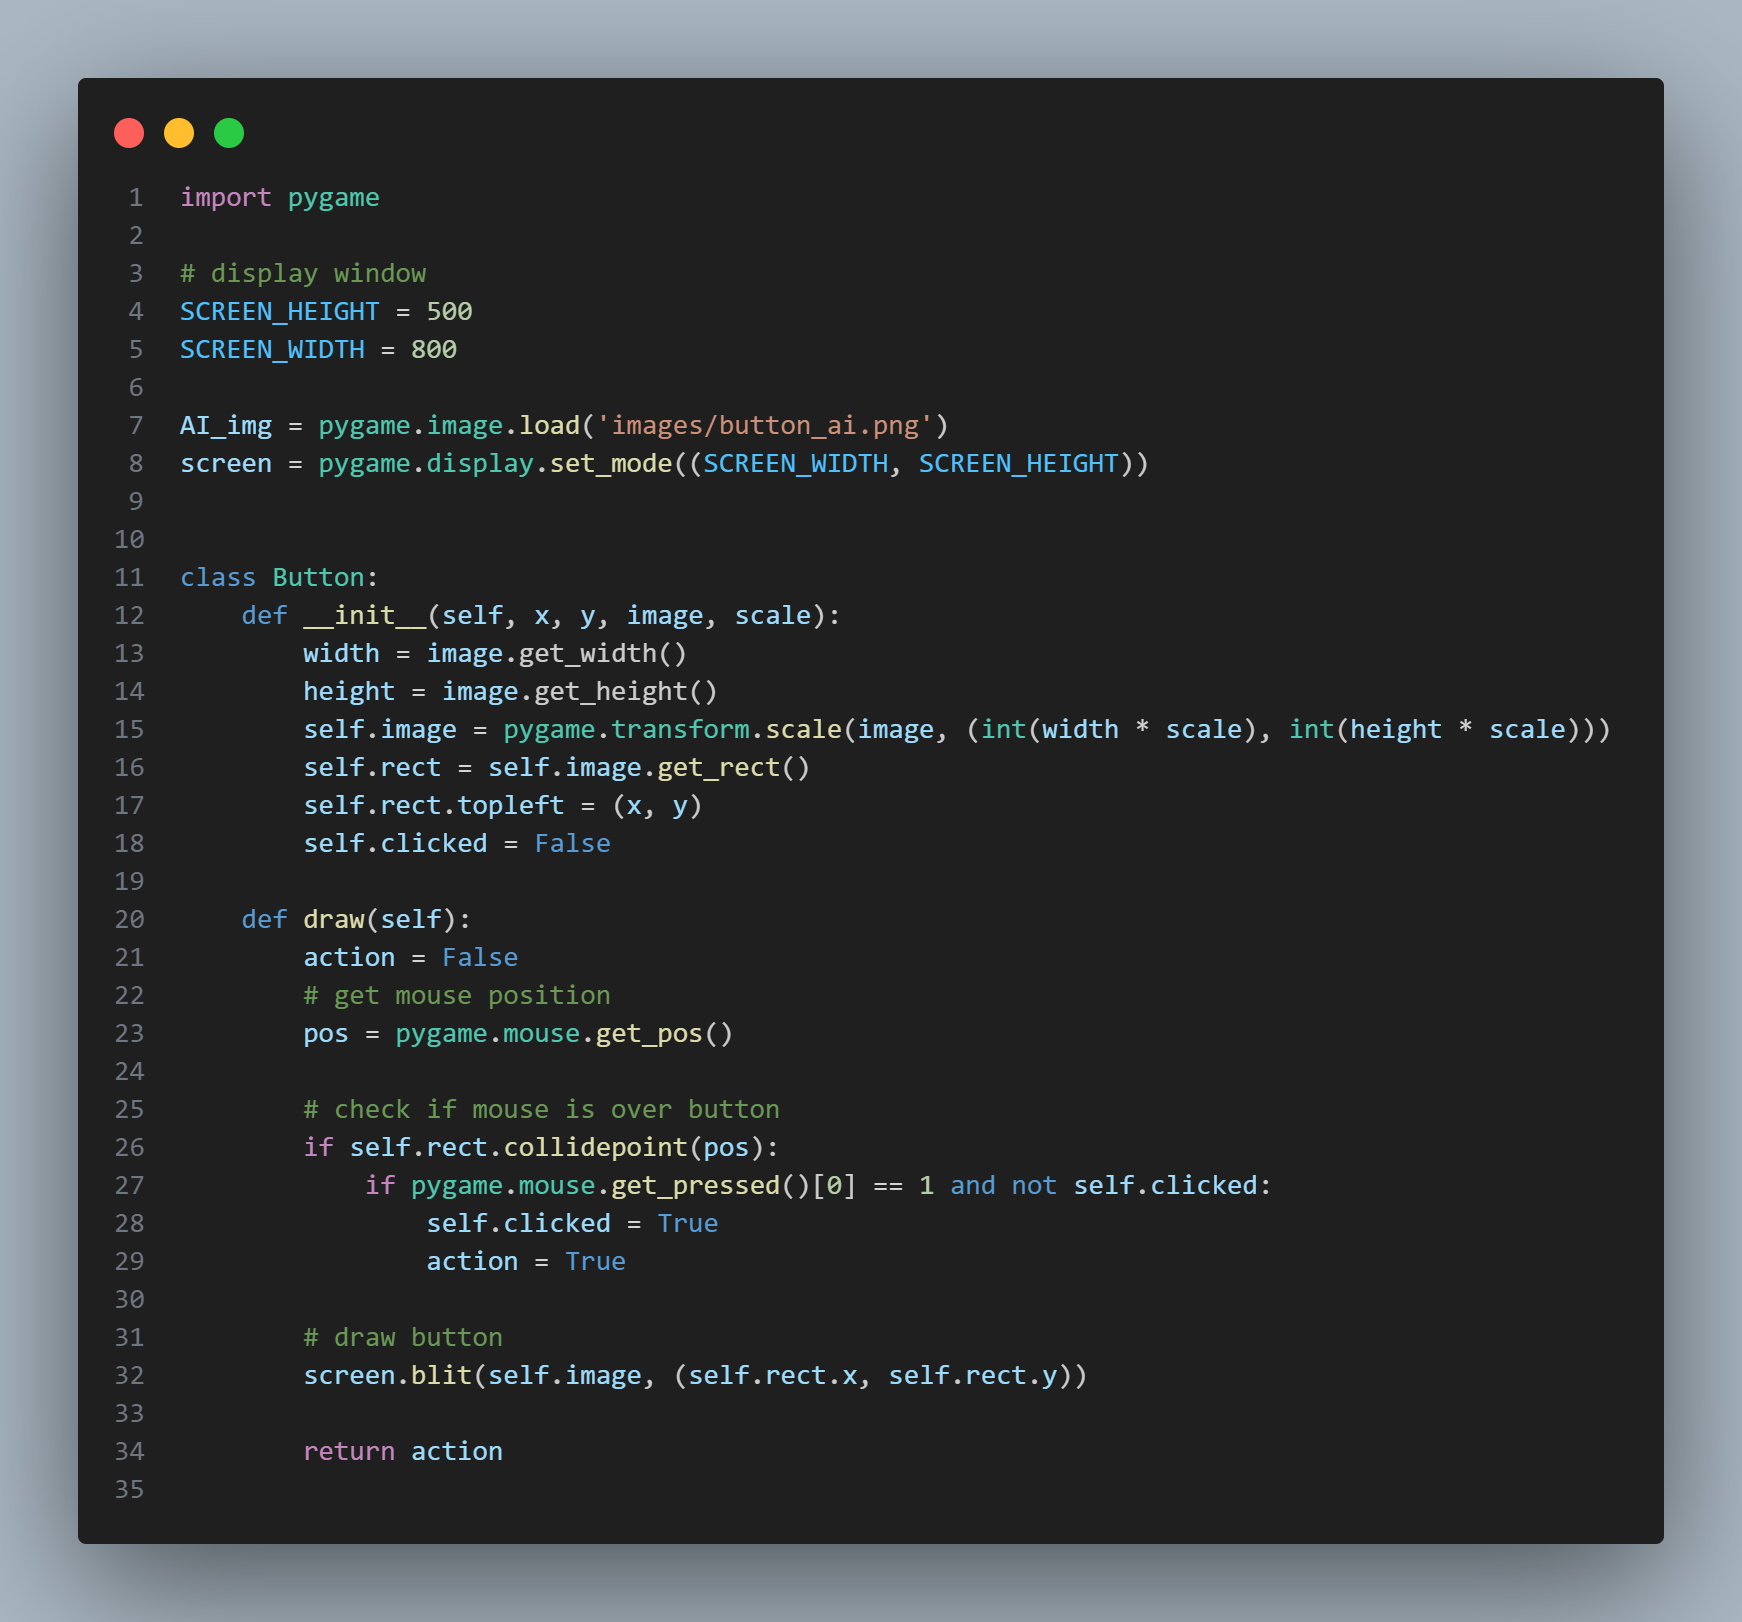 1 import pygame
2
3 # display window
4 SCREEN_HEIGHT = 500
5 SCREEN_WIDTH = 800
6
7 AI_img = pygame.image.load('images/button_ai.png')
8 screen = pygame.display.set_mode((SCREEN_WIDTH, SCREEN_HEIGHT))
9
10
11 class Button:
12     def __init__(self, x, y, image, scale):
13         width = image.get_width()
14         height = image.get_height()
15         self.image = pygame.transform.scale(image, (int(width * scale), int(height * scale)))
16         self.rect = self.image.get_rect()
17         self.rect.topleft = (x, y)
18         self.clicked = False
19
20     def draw(self):
21         action = False
22         # get mouse position
23         pos = pygame.mouse.get_pos()
24
25         # check if mouse is over button
26         if self.rect.collidepoint(pos):
27             if pygame.mouse.get_pressed()[0] == 1 and not self.clicked:
28                 self.clicked = True
29                 action = True
30
31         # draw button
32         screen.blit(self.image, (self.rect.x, self.rect.y))
33
34         return action
35